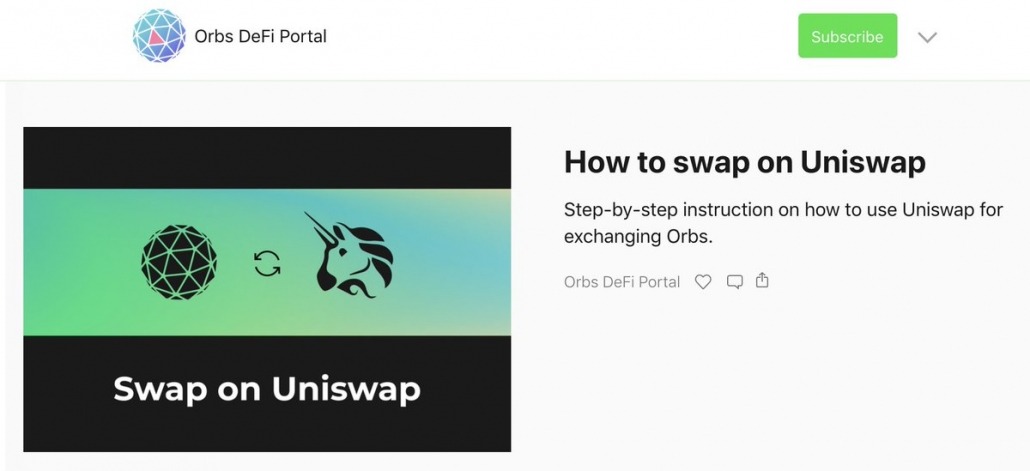 Orbs DeFi Portal
Subscribe
How to swap on Uniswap
Step-by-step instruction on how to use Uniswap for
exchanging Orbs.
Orbs DeFi Portal
Swap on Uniswap